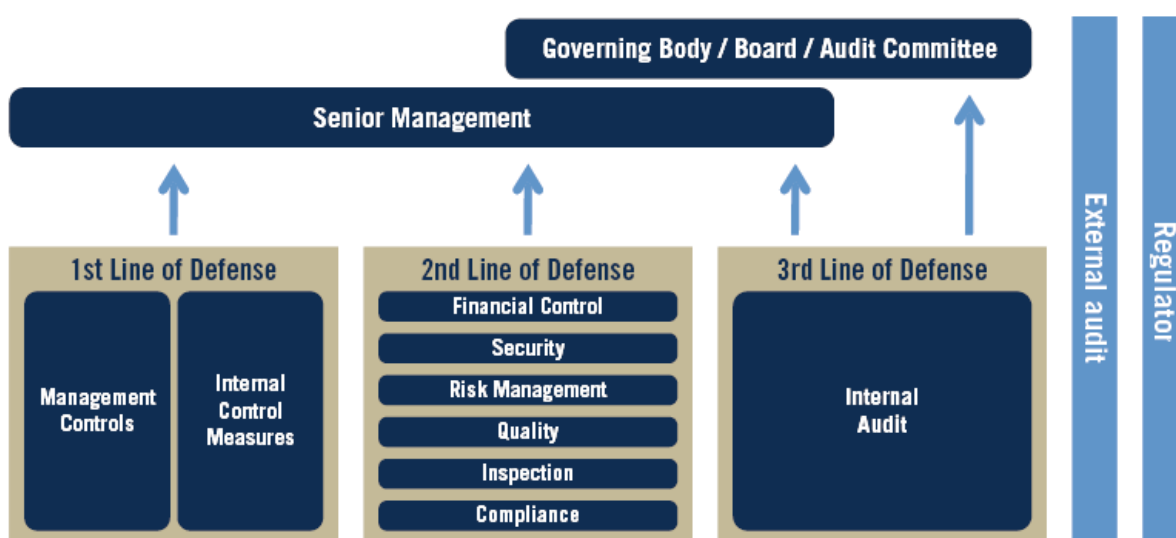 Governing Body / Board / Audit Committee
Senior Management
1st Line of Defense
Management
Controls
Internal
Control
Measures
2nd Line of Defense
Financial Control
Security
Risk Management
Quality
Inspection
Compliance
3rd Line of Defense
Internal
Audit
External audit
Regulator